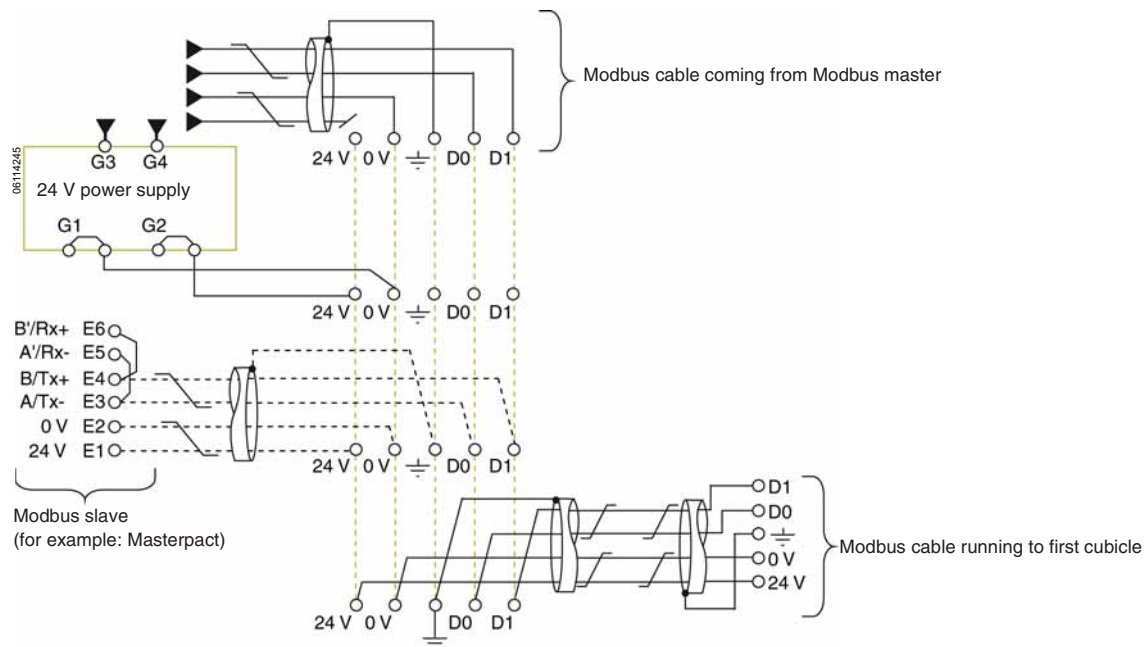 Modbus cable coming from Modbus master
24 V 0 V D0 D1
06114245
G3 G4
24 V power supply
G1 G2
24 V 0 V D0 D1
B'/Rx+ E6
A'/Rx- E5
B/Tx+ E4
A/Tx- E3
0 V E2
24 V E1
24 V 0 V D0 D1
Modbus slave
(for example: Masterpact)
D1
D0
0 V
24 V
Modbus cable running to first cubicle
24 V 0 V D0 D1